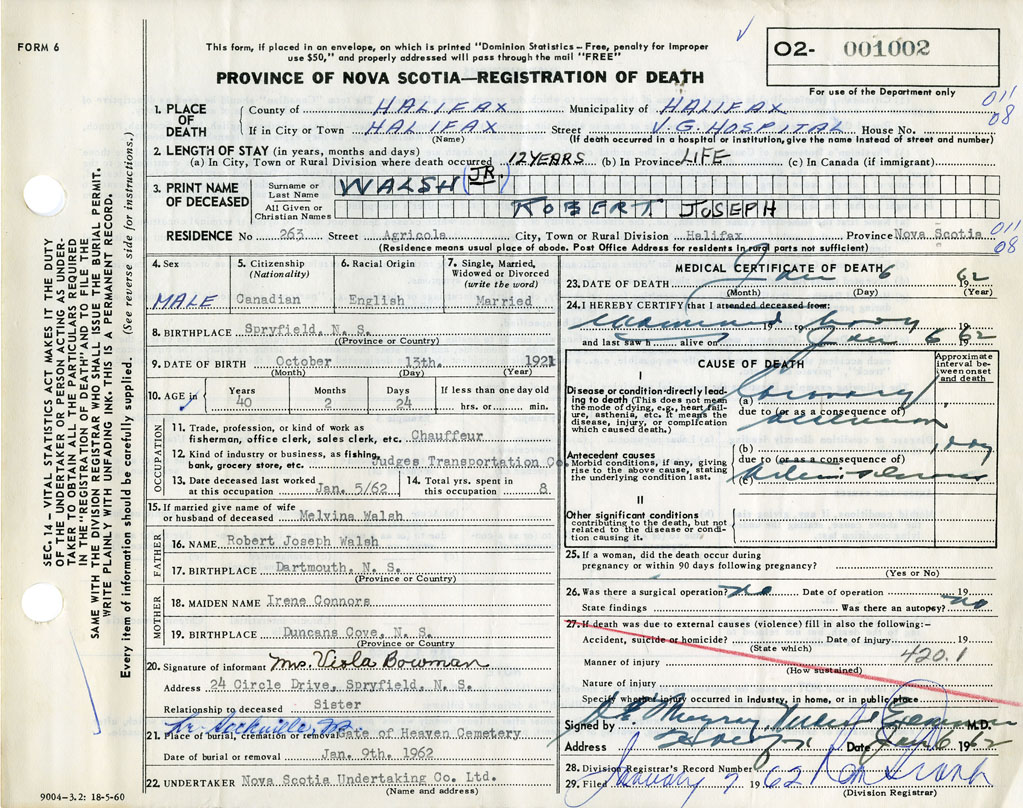 FORM 6
This form, if placed in an envelope, on which is printed "Dominion Statistics – Free, penalty for improper
use $50," and properly addressed will pass through the mail "FREE"
PROVINCE OF NOVA SCOTIA—REGISTRATION OF DEATH
O2- 001002
For use of the Department only
1. PLACE OF DEATH
County of HALIFAX Municipality of HALIFAX 011 08
If in City or Town HALIFAX Street V.G. HOSPITAL House No.
(Name) (If death occurred in a hospital or institution, give the name instead of street and number)
2. LENGTH OF STAY (in years, months and days)
(a) In City, Town or Rural Division where death occurred 12 YEARS (b) In Province LIFE (c) In Canada (if immigrant)
3. PRINT NAME OF DECEASED
Surname or Last Name WALSH (JR.)
All Given or Christian Names ROBERT JOSEPH
RESIDENCE No 263 Street Agricola City, Town or Rural Division Halifax Province Nova Scotia 011 08
(Residence means usual place of abode. Post Office Address for residents in rural parts not sufficient)
4. Sex
MALE
5. Citizenship (Nationality)
Canadian
6. Racial Origin
English
7. Single, Married, Widowed or Divorced (write the word)
Married
8. BIRTHPLACE Spryfield, N. S.
(Province or Country)
9. DATE OF BIRTH October 13th. 1921
(Month) (Day) (Year)
10. AGE in
Years Months Days If less than one day old
40 2 24 hrs. or min.
OCCUPATION
11. Trade, profession, or kind of work as
fisherman, office clerk, sales clerk, etc. Chauffeur
12. Kind of industry or business, as fishing,
bank, grocery store, etc. Judges Transportation Co.
13. Date deceased last worked at this occupation Jan. 5/62
14. Total yrs. spent in this occupation 8
15. If married give name of wife
or husband of deceased Melvina Walsh
FATHER
16. NAME Robert Joseph Walsh
17. BIRTHPLACE Dartmouth, N. S.
(Province or Country)
MOTHER
18. MAIDEN NAME Irene Connors
19. BIRTHPLACE Duncans Cove, N. S.
(Province or Country)
20. Signature of informant Mrs. Viola Bowman
Address 24 Circle Drive, Spryfield, N. S.
Relationship to deceased Sister
21. Place of burial, cremation or removal Gate of Heaven Cemetery
Date of burial or removal Jan. 9th. 1962
22. UNDERTAKER Nova Scotia Undertaking Co. Ltd.
(Name and address)
MEDICAL CERTIFICATE OF DEATH
23. DATE OF DEATH Jan 6 1962
(Month) (Day) (Year)
24. I HEREBY CERTIFY that I attended deceased from:
Examined body
19 to 19
and last saw h alive on Jan 6 1962
CAUSE OF DEATH
Approximate interval between onset and death
I
Disease or condition directly leading to death (This does not mean the mode of dying, e.g., heart failure, asthenia, etc. It means the disease, injury, or complication which caused death.)
(a) Coronary
due to (or as a consequence of)
occlusion
Antecedent causes
Morbid conditions, if any, giving rise to the above cause, stating the underlying condition last.
(b)
due to (or as a consequence of)
(c)
II
Other significant conditions
contributing to the death, but not related to the disease or condition causing it.
25. If a woman, did the death occur during
pregnancy or within 90 days following pregnancy?
(Yes or No)
26. Was there a surgical operation? no Date of operation 19
State findings Was there an autopsy? no
27. If death was due to external causes (violence) fill in also the following:-
Accident, suicide or homicide? Date of injury 19
(State which)
420.1
Manner of injury
(How sustained)
Nature of injury
Specify whether injury occurred in industry, in home, or in public place
Signed by Murray Medical Examiner M.D.
Address Date Jan 6 1962
28. Division Registrar's Record Number
29. Filed January 9 1962
(Division Registrar)
SEC. 14 – VITAL STATISTICS ACT MAKES IT THE DUTY
OF THE UNDERTAKER OR PERSON ACTING AS UNDER-
TAKER TO OBTAIN ALL THE PARTICULARS REQUIRED
IN THE "REGISTRATION OF DEATH" AND TO FILE THE
SAME WITH THE DIVISION REGISTRAR WHO SHALL ISSUE THE BURIAL PERMIT.
WRITE PLAINLY WITH UNFADING INK. THIS IS A PERMANENT RECORD.
Every item of information should be carefully supplied. (See reverse side for instructions.)
9004–3.2: 18-5-60